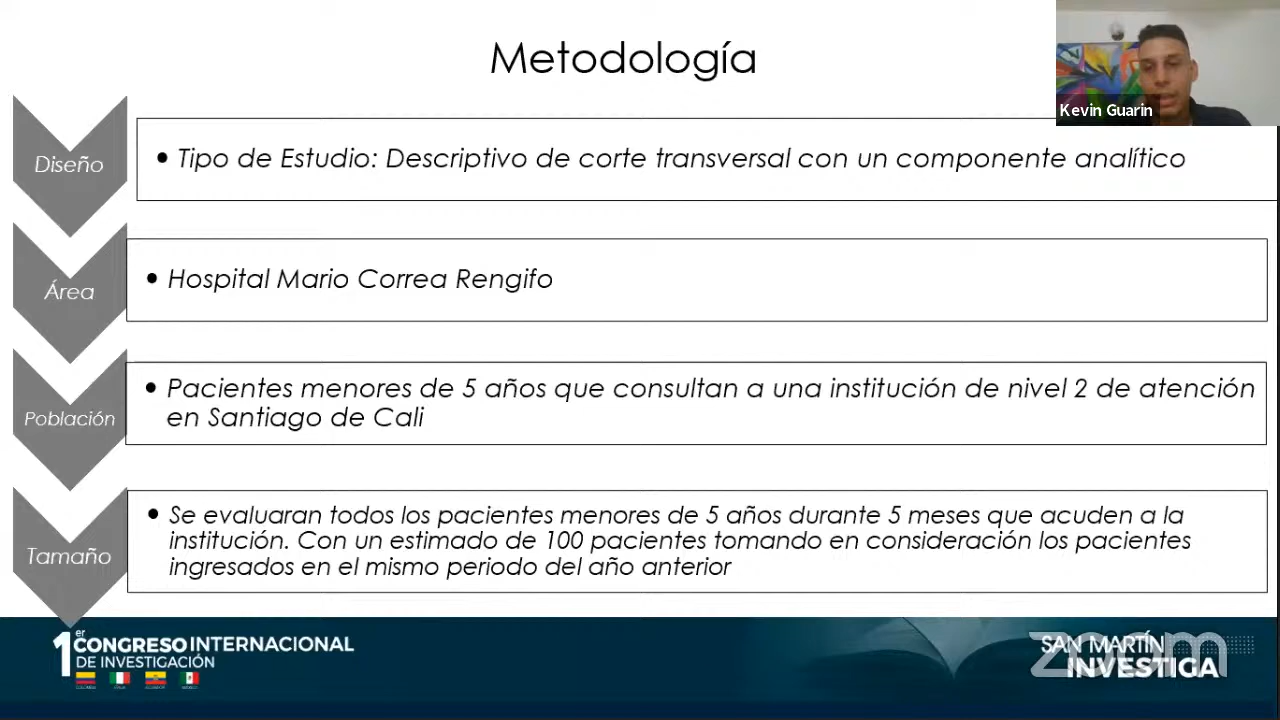 Metodología
Kevin Guarin
Diseño
• Tipo de Estudio: Descriptivo de corte transversal con un componente analítico
Área
• Hospital Mario Correa Rengifo
Población
• Pacientes menores de 5 años que consultan a una institución de nivel 2 de atención
en Santiago de Cali
Tamaño
• Se evaluaran todos los pacientes menores de 5 años durante 5 meses que acuden a la
institución. Con un estimado de 100 pacientes tomando en consideración los pacientes
ingresados en el mismo periodo del año anterior
1er CONGRESO INTERNACIONAL
DE INVESTIGACIÓN
COLOMBIA ITALIA ECUADOR MÉXICO
SAN MARTÍN
INVESTIGA
zoom